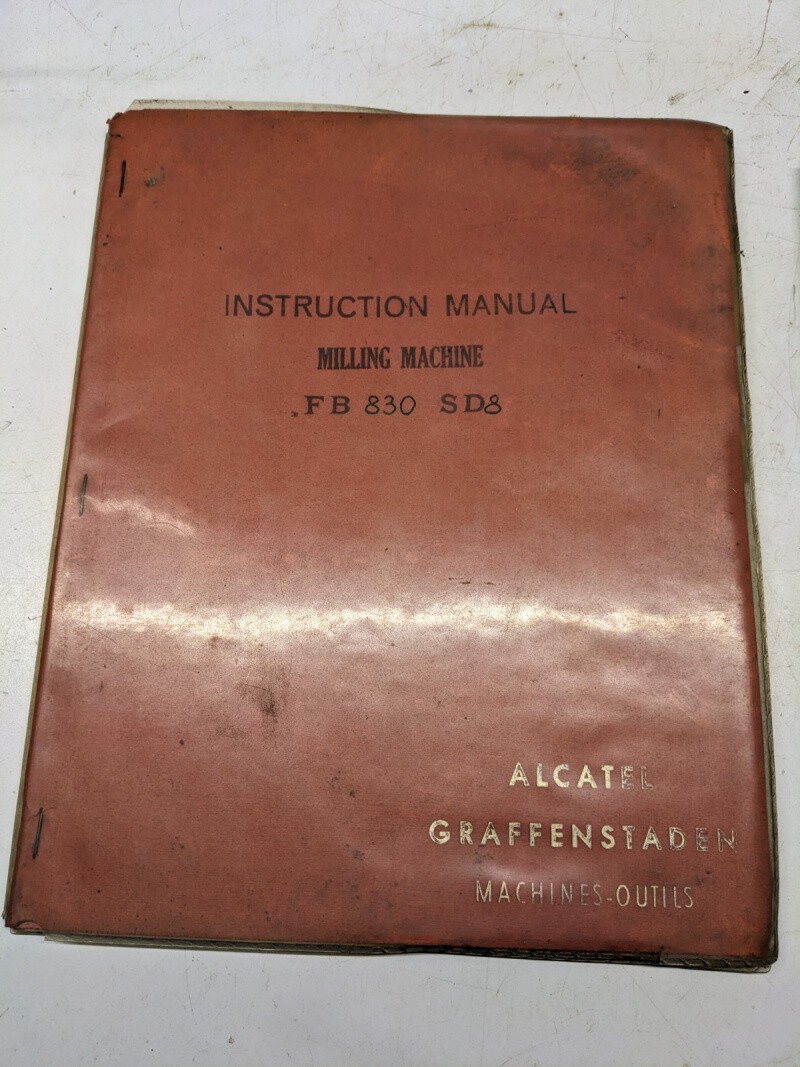 INSTRUCTION MANUAL
MILLING MACHINE
FB 830 SD8
ALCATEL
GRAFFENSTADEN
MACHINES-OUTILS